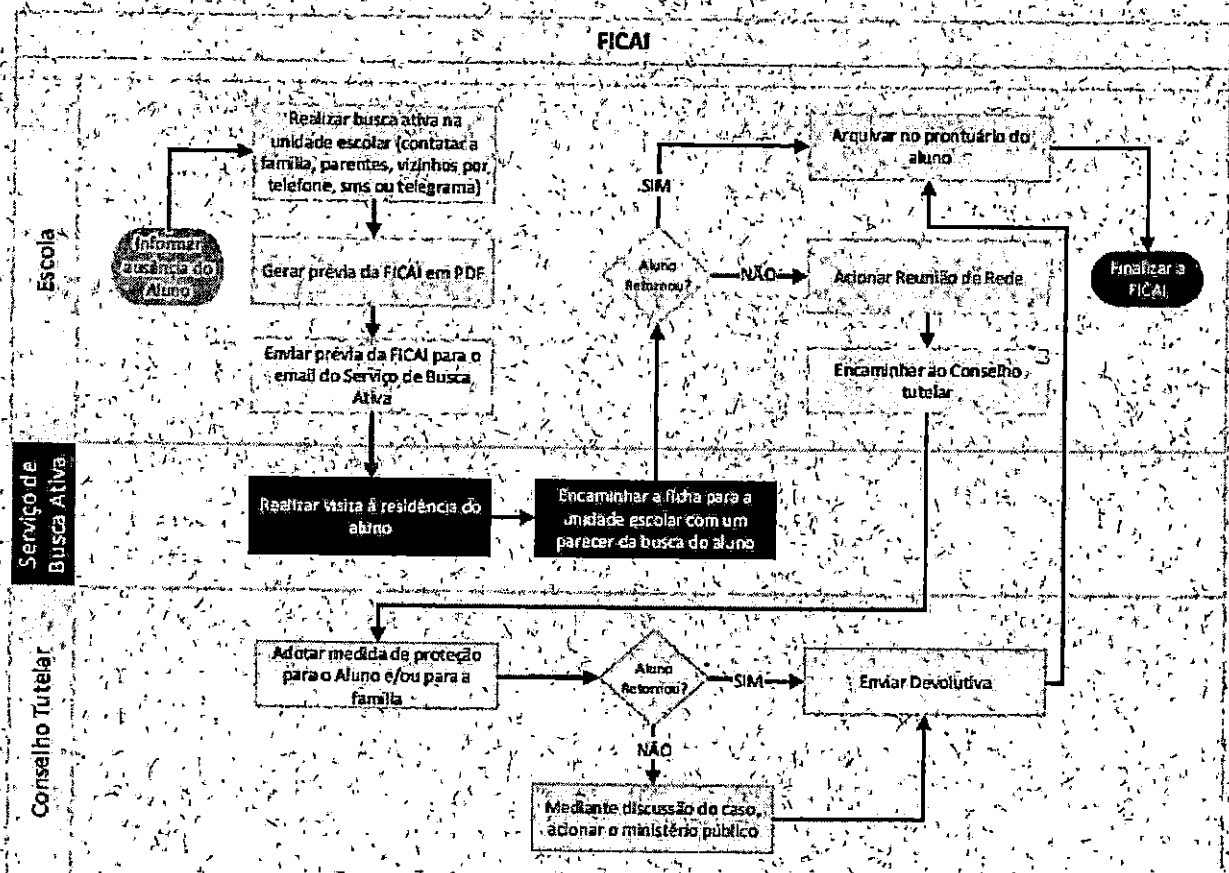 FICAI
Escola
Informar
ausência do
Aluno
Realizar busca ativa na
unidade escolar (contatar a
família, parentes, vizinhos por
telefone, sms ou telegrama)
Gerar prévia da FICAI em PDF
Enviar prévia da FICAI para o
email do Serviço de Busca
Ativa
Aluno
Retornou?
SIM
NÃO
Arquivar no prontuário do
aluno
Acionar Reunião de Rede
Encaminhar ao Conselho
tutelar
Finalizar a
FICAI
Serviço de
Busca Ativa
Realizar visita à residência do
aluno
Encaminhar a ficha para a
unidade escolar com um
parecer da busca do aluno
Conselho Tutelar
Adotar medida de proteção
para o Aluno e/ou para a
família
Aluno
Retornou?
SIM
NÃO
Enviar Devolutiva
Mediante discussão do caso,
acionar o ministério público